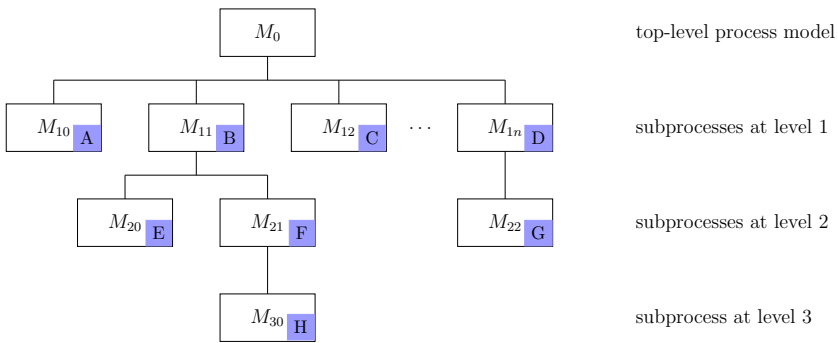 M₀ top-level process model
M₁₀ A M₁₁ B M₁₂ C ⋯ M₁ₙ D subprocesses at level 1
M₂₀ E M₂₁ F M₂₂ G subprocesses at level 2
M₃₀ H subprocess at level 3